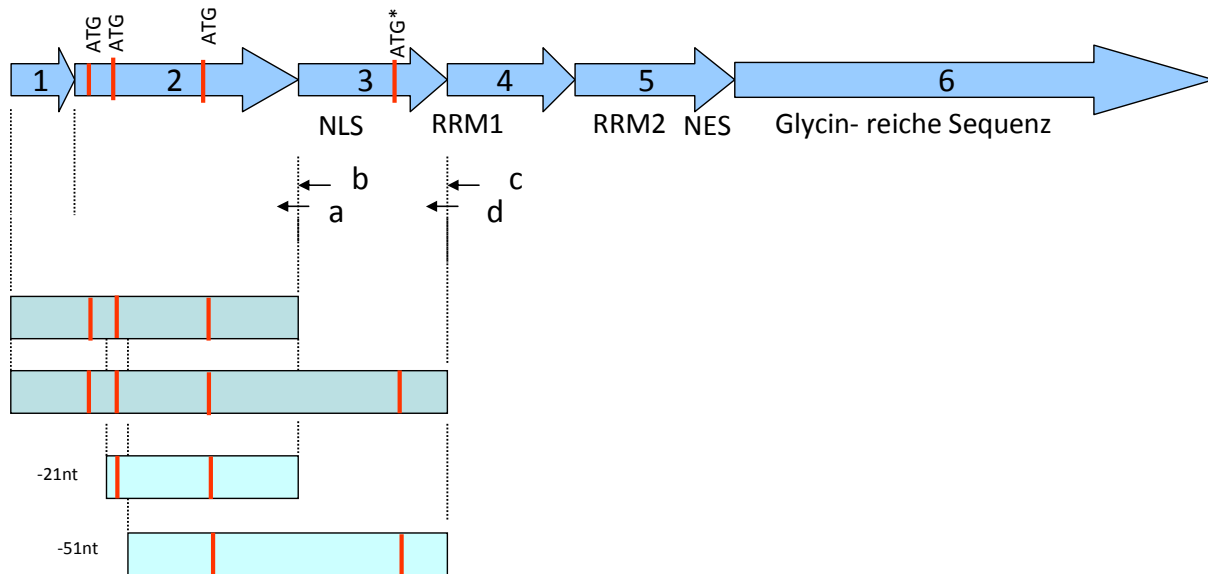 ATG ATG ATG ATG*
1 2 3 4 5 6
NLS RRM1 RRM2 NES Glycin- reiche Sequenz
b c
a d
-21nt
-51nt